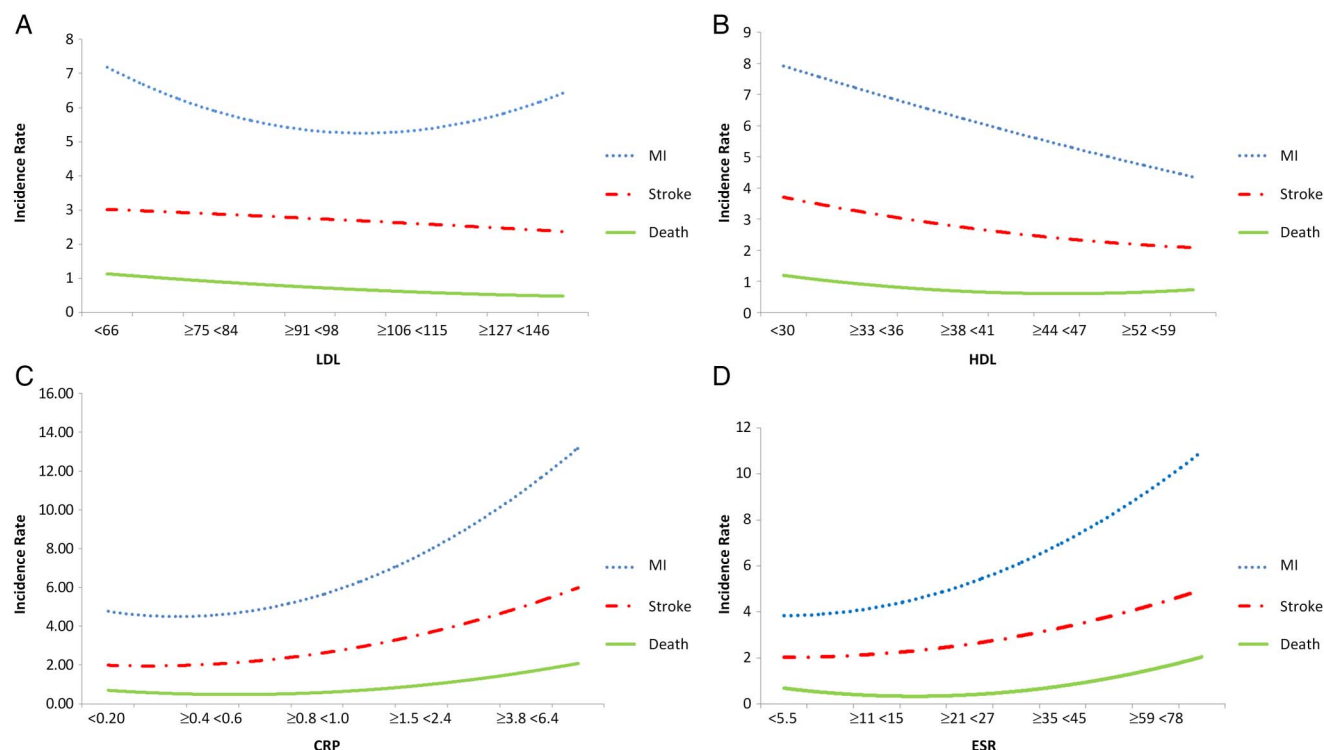 A
8
7
6
5
4
3
2
1
0
Incidence Rate
<66 ≥75 <84 ≥91 <98 ≥106 <115 ≥127 <146
LDL
MI
Stroke
Death
B
9
8
7
6
5
4
3
2
1
0
Incidence Rate
<30 ≥33 <36 ≥38 <41 ≥44 <47 ≥52 <59
HDL
MI
Stroke
Death
C
16.00
14.00
12.00
10.00
8.00
6.00
4.00
2.00
0.00
Incidence Rate
<0.20 ≥0.4 <0.6 ≥0.8 <1.0 ≥1.5 <2.4 ≥3.8 <6.4
CRP
MI
Stroke
Death
D
12
10
8
6
4
2
0
Incidence Rate
<5.5 ≥11 <15 ≥21 <27 ≥35 <45 ≥59 <78
ESR
MI
Stroke
Death